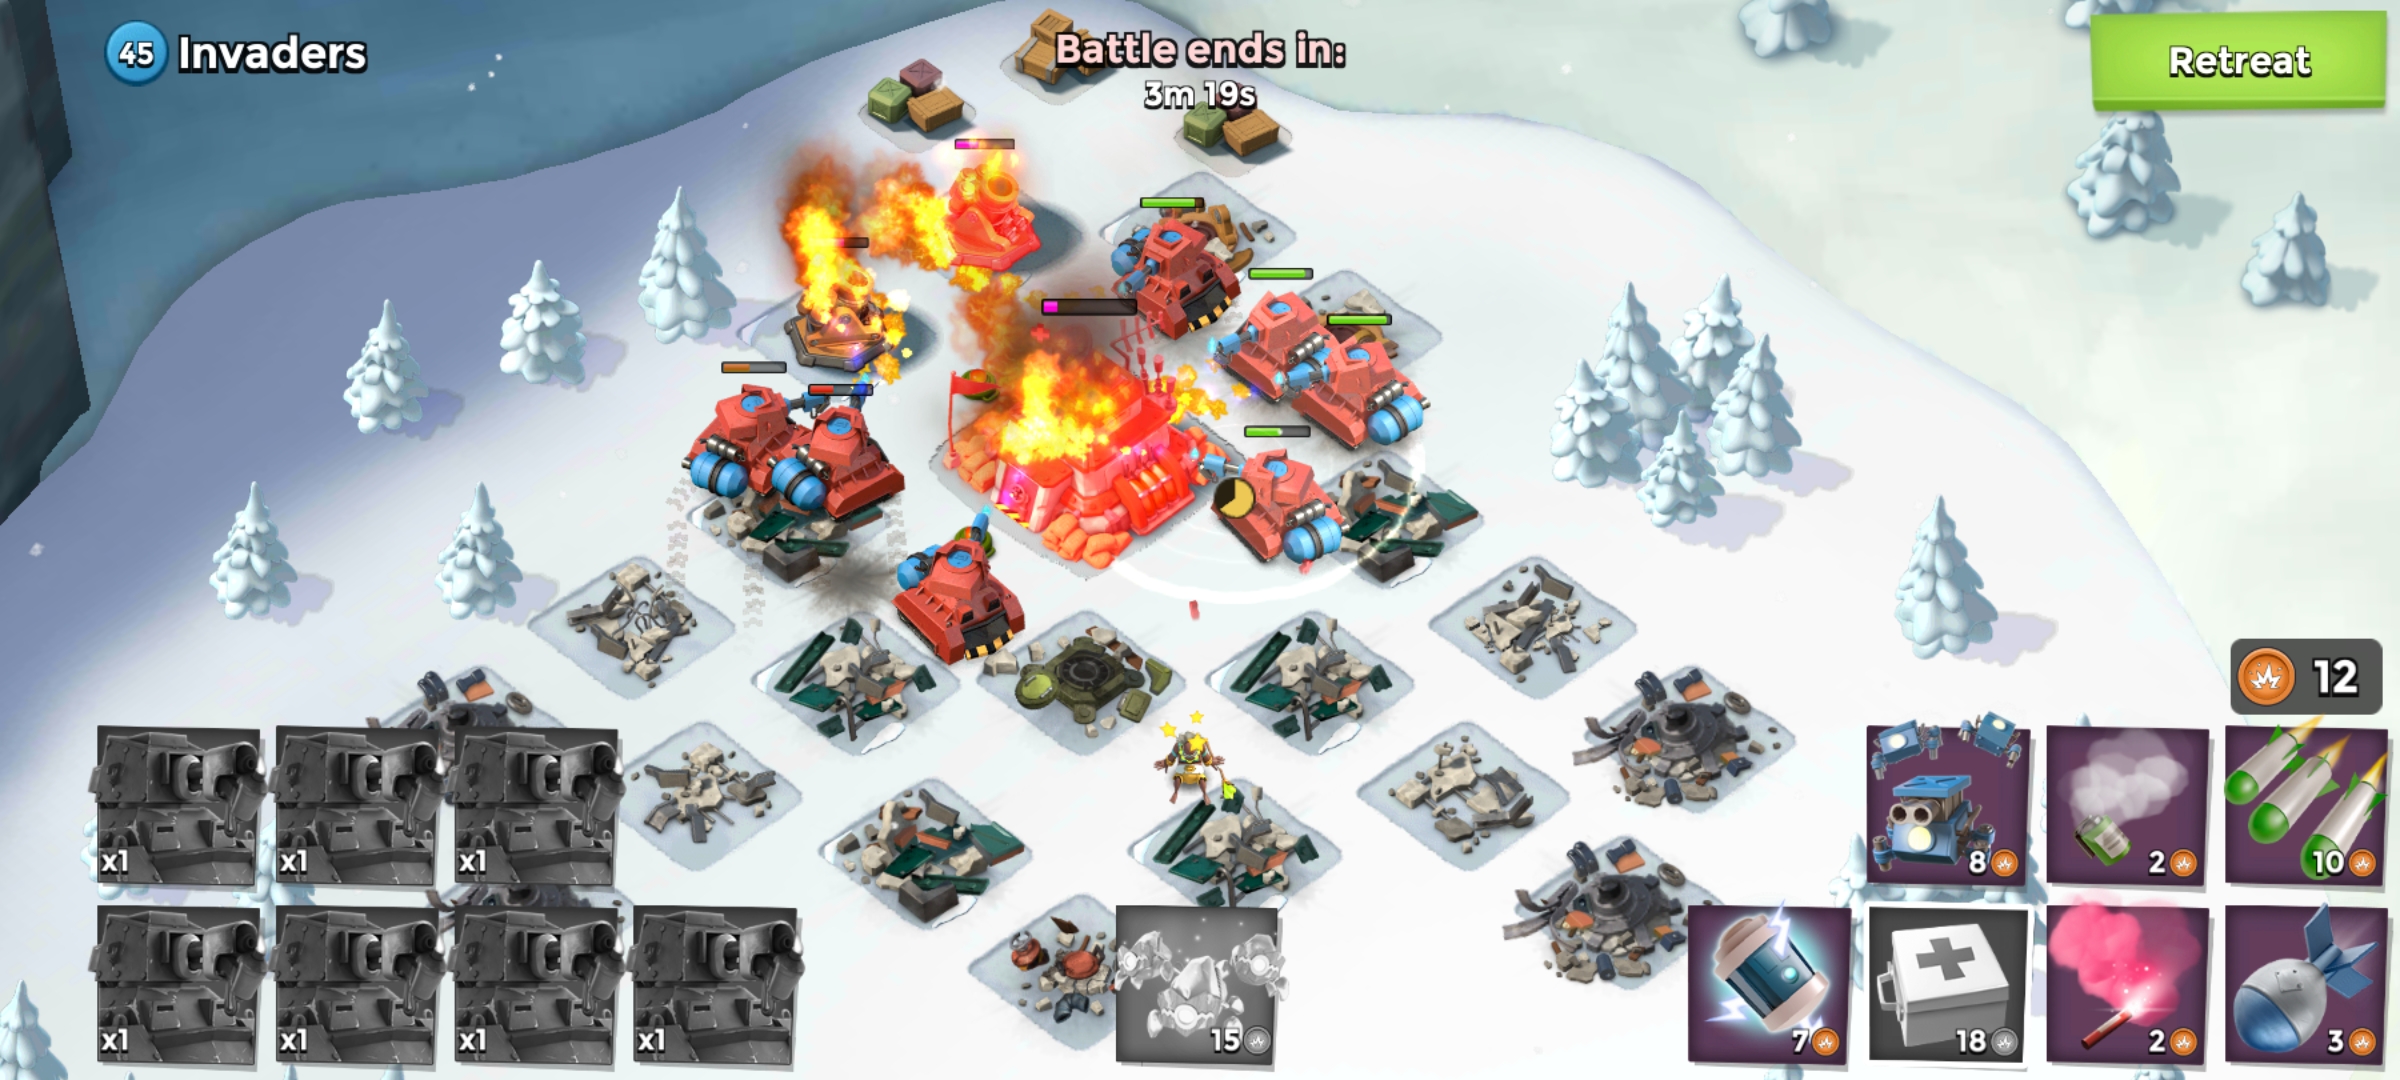 45 Invaders
Battle ends in:
3m 19s
Retreat
12
x1 x1 x1
8 2 10
x1 x1 x1 x1
15 7 18 2 3